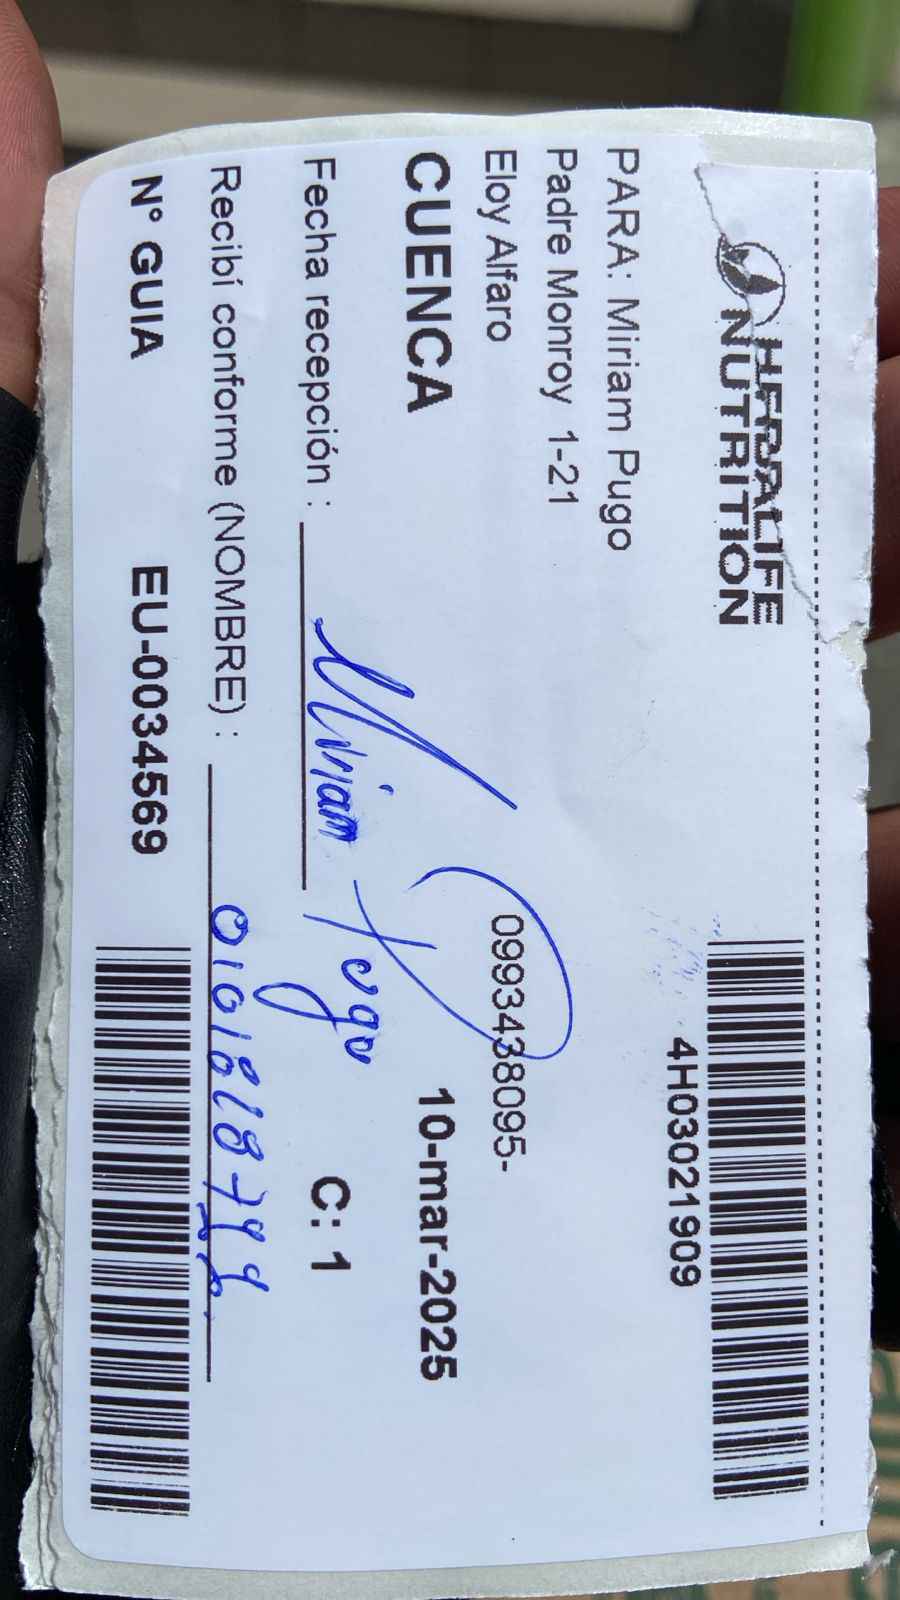 HERBALIFE
NUTRITION
4H03021909
PARA: Miriam Pugo
Padre Monroy 1-21
Eloy Alfaro
0993438095-
CUENCA
10-mar-2025
Fecha recepción :
Miriam Pugo
C: 1
Recibí conforme (NOMBRE) :
N° GUIA
EU-0034569